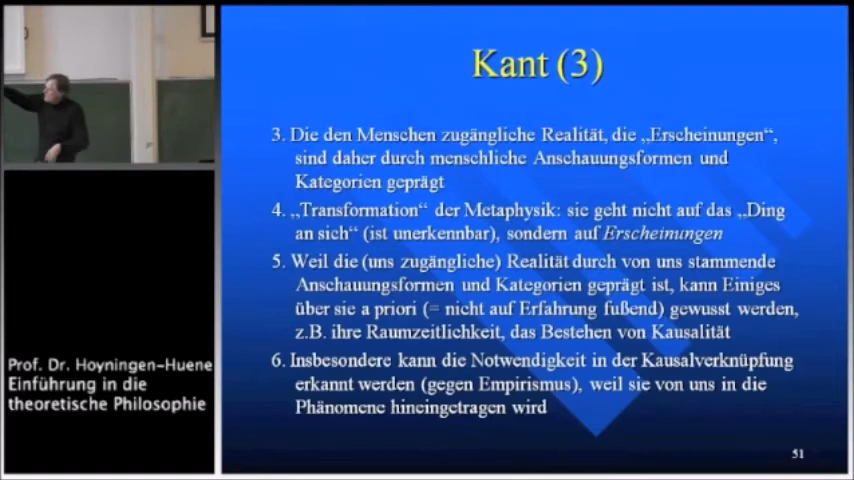 Kant (3)
3. Die den Menschen zugängliche Realität, die „Erscheinungen“,
sind daher durch menschliche Anschauungsformen und
Kategorien geprägt
4. „Transformation“ der Metaphysik: sie geht nicht auf das „Ding
an sich“ (ist unerkennbar), sondern auf Erscheinungen
5. Weil die (uns zugängliche) Realität durch von uns stammende
Anschauungsformen und Kategorien geprägt ist, kann Einiges
über sie a priori (= nicht auf Erfahrung fußend) gewusst werden,
z.B. ihre Raumzeitlichkeit, das Bestehen von Kausalität
6. Insbesondere kann die Notwendigkeit in der Kausalverknüpfung
erkannt werden (gegen Empirismus), weil sie von uns in die
Phänomene hineingetragen wird
51
Prof. Dr. Hoyningen-Huene
Einführung in die
theoretische Philosophie